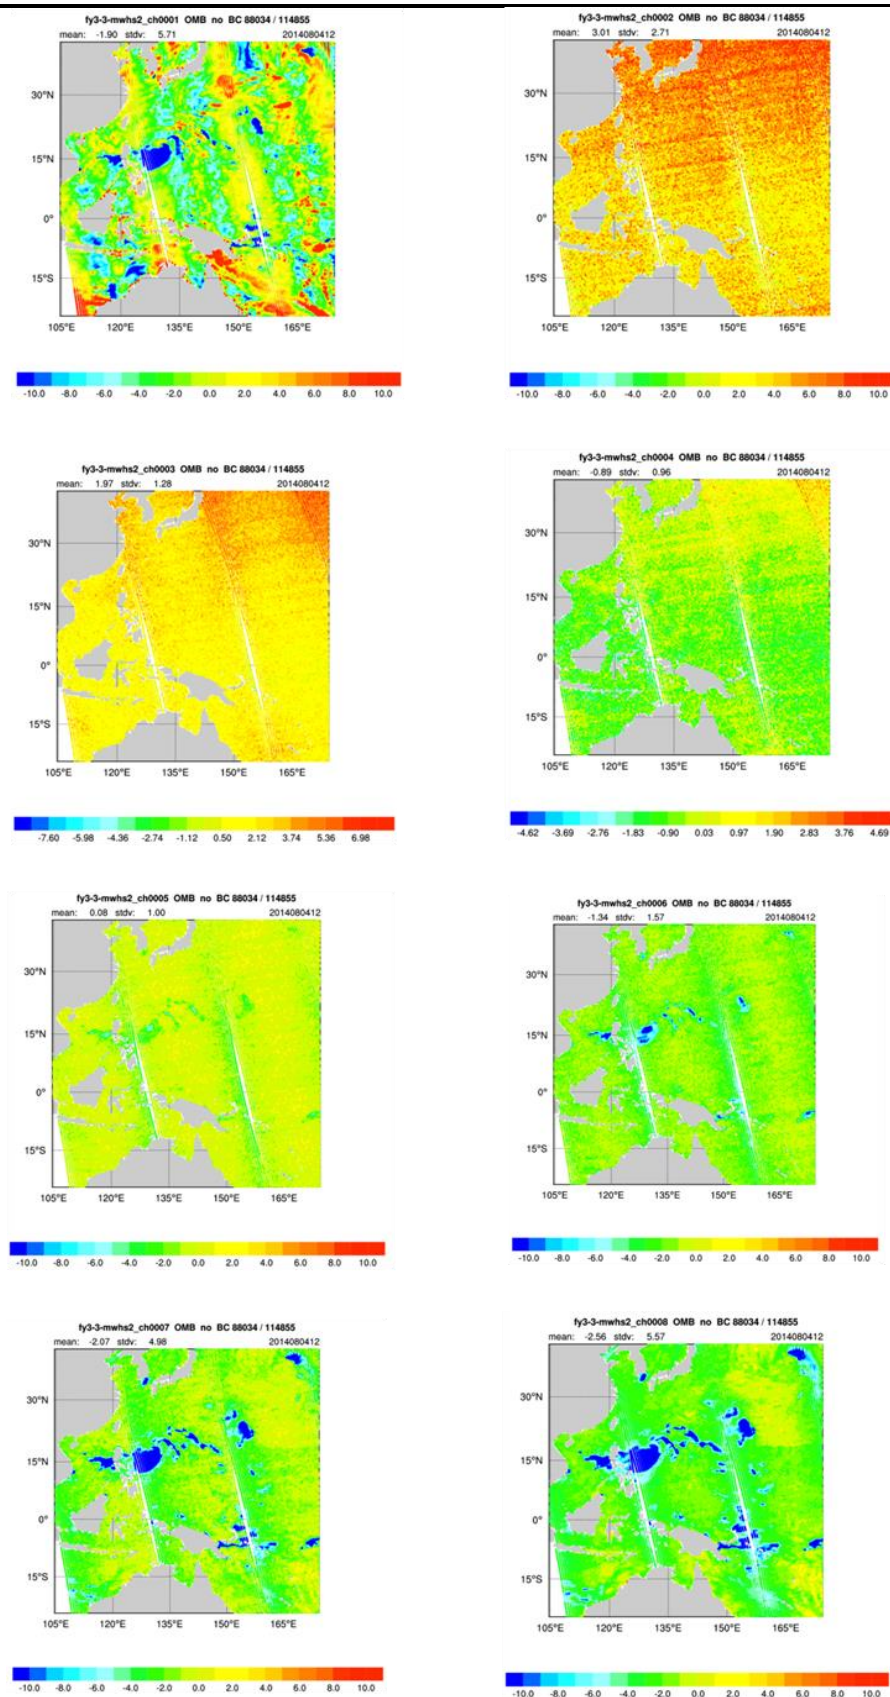 fy3-3-mwhs2_ch0001 OMB no BC 88034 / 114855
mean: -1.90 stdv: 5.71 2014080412
30°N
15°N
0°
15°S
105°E 120°E 135°E 150°E 165°E
-10.0 -8.0 -6.0 -4.0 -2.0 0.0 2.0 4.0 6.0 8.0 10.0
fy3-3-mwhs2_ch0002 OMB no BC 88034 / 114855
mean: 3.01 stdv: 2.71 2014080412
30°N
15°N
0°
15°S
105°E 120°E 135°E 150°E 165°E
-10.0 -8.0 -6.0 -4.0 -2.0 0.0 2.0 4.0 6.0 8.0 10.0
fy3-3-mwhs2_ch0003 OMB no BC 88034 / 114855
mean: 1.97 stdv: 1.28 2014080412
30°N
15°N
0°
15°S
105°E 120°E 135°E 150°E 165°E
-7.60 -5.98 -4.36 -2.74 -1.12 0.50 2.12 3.74 5.36 6.98
fy3-3-mwhs2_ch0004 OMB no BC 88034 / 114855
mean: -0.89 stdv: 0.96 2014080412
30°N
15°N
0°
15°S
105°E 120°E 135°E 150°E 165°E
-4.62 -3.69 -2.76 -1.83 -0.90 0.03 0.97 1.90 2.83 3.76 4.69
fy3-3-mwhs2_ch0005 OMB no BC 88034 / 114855
mean: 0.08 stdv: 1.00 2014080412
30°N
15°N
0°
15°S
105°E 120°E 135°E 150°E 165°E
-10.0 -8.0 -6.0 -4.0 -2.0 0.0 2.0 4.0 6.0 8.0 10.0
fy3-3-mwhs2_ch0006 OMB no BC 88034 / 114855
mean: -1.34 stdv: 1.57 2014080412
30°N
15°N
0°
15°S
105°E 120°E 135°E 150°E 165°E
-10.0 -8.0 -6.0 -4.0 -2.0 0.0 2.0 4.0 6.0 8.0 10.0
fy3-3-mwhs2_ch0007 OMB no BC 88034 / 114855
mean: -2.07 stdv: 4.98 2014080412
30°N
15°N
0°
15°S
105°E 120°E 135°E 150°E 165°E
-10.0 -8.0 -6.0 -4.0 -2.0 0.0 2.0 4.0 6.0 8.0 10.0
fy3-3-mwhs2_ch0008 OMB no BC 88034 / 114855
mean: -2.56 stdv: 5.57 2014080412
30°N
15°N
0°
15°S
105°E 120°E 135°E 150°E 165°E
-10.0 -8.0 -6.0 -4.0 -2.0 0.0 2.0 4.0 6.0 8.0 10.0